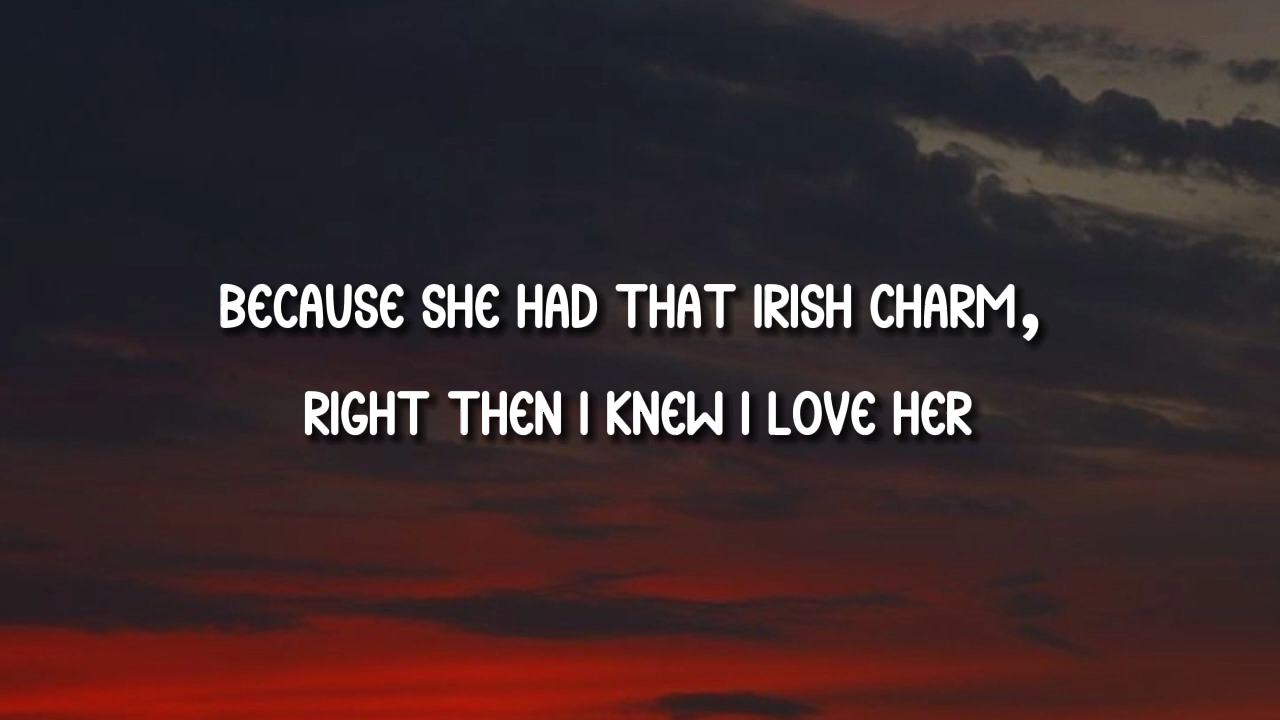 BECAUSE SHE HAD THAT IRISH CHARM,
RIGHT THEN I KNEW I LOVE HER